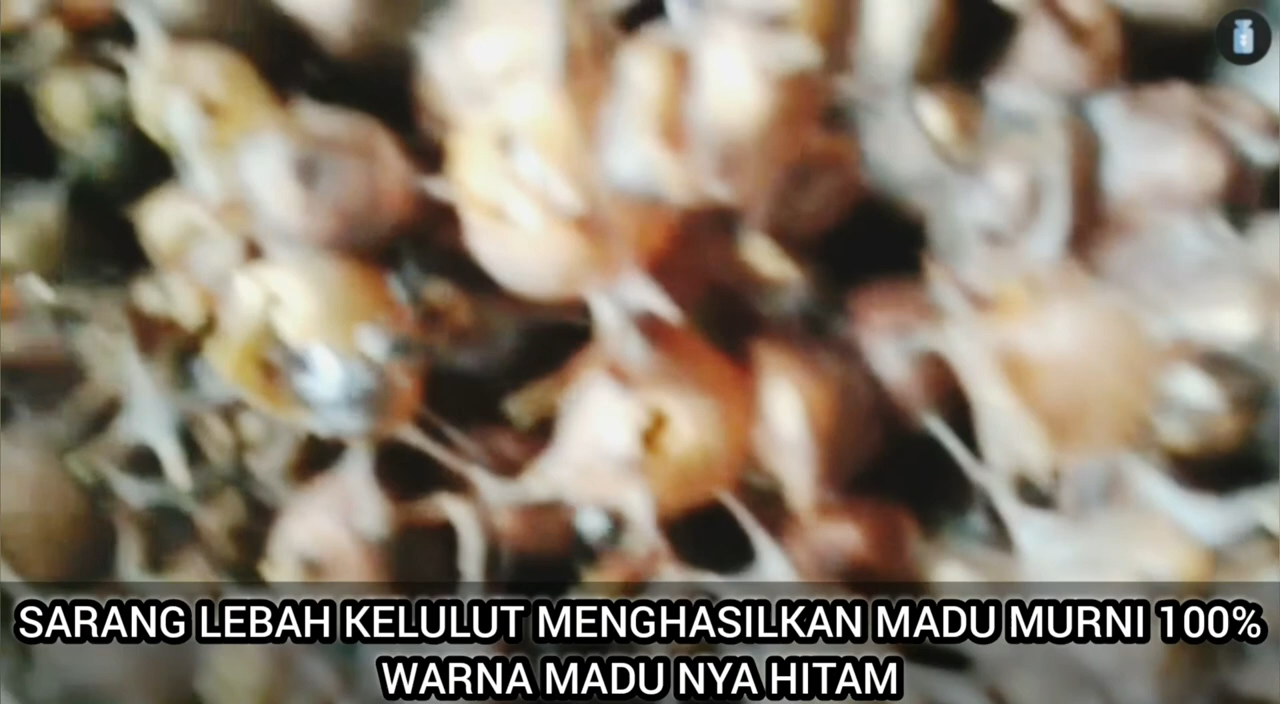 SARANG LEBAH KELULUT MENGHASILKAN MADU MURNI 100%
WARNA MADU NYA HITAM